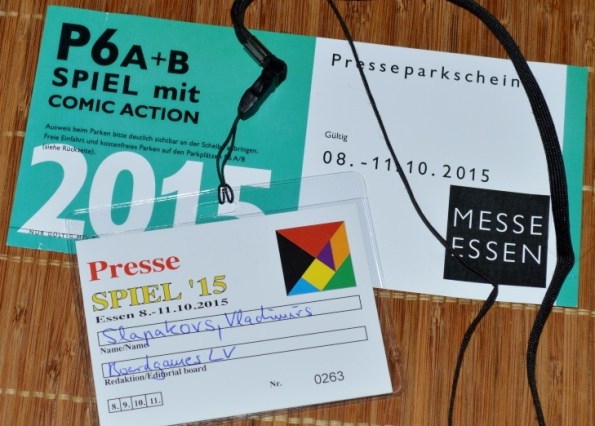 P6A+B
SPIEL mit
COMIC ACTION
Ausweis beim Parken bitte deutlich sichtbar an der Scheibe anbringen.
Freie Einfahrt und kostenfreies Parken auf den Parkplätzen P6 A/B
(siehe Rückseite).
2015
NUR GÜLTIG
Presseparkschein
Gültig
08. -11.10.2015
MESSE
ESSEN
Presse
SPIEL '15
Essen 8.-11.10.2015
Slapakovs, Vladimirs
Name/Name
Boardgames LV
Redaktion/Editorial board
Nr. 0263
8. 9. 10. 11.